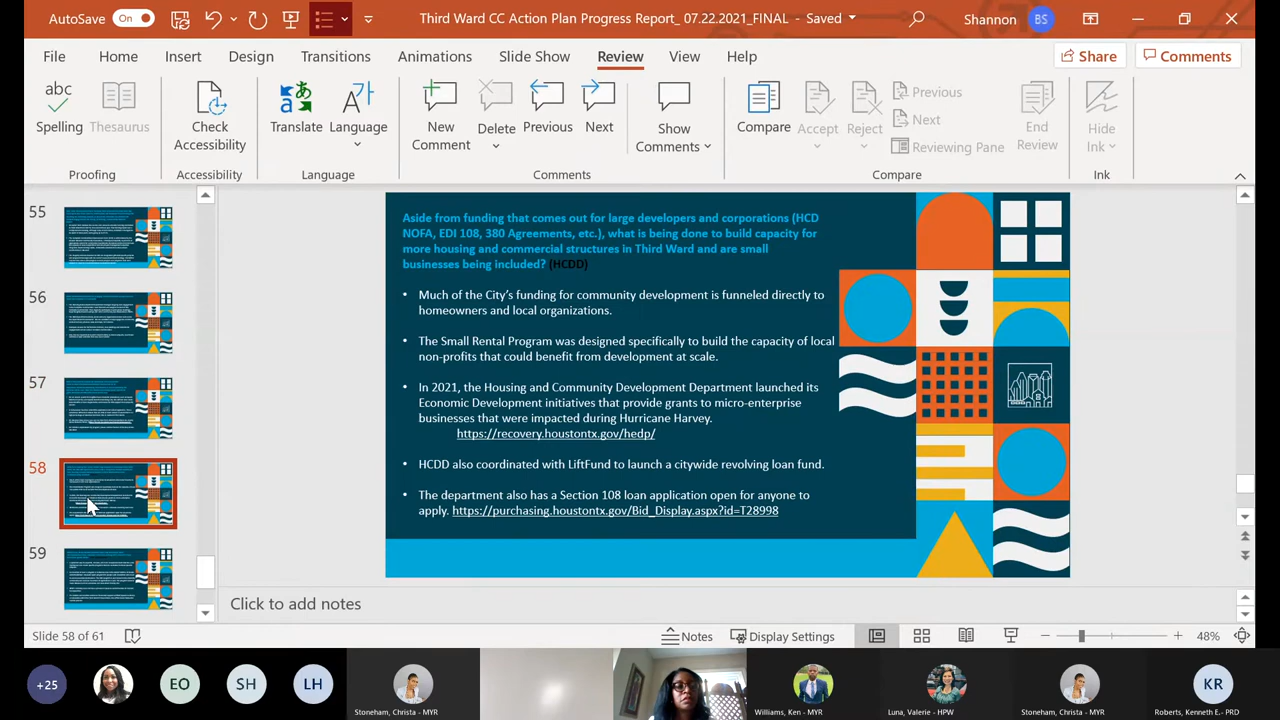 AutoSave On Third Ward CC Action Plan Progress Report_ 07.22.2021_FINAL - Saved Shannon BS
File Home Insert Design Transitions Animations Slide Show Review View Help Share Comments
abc
Spelling Thesaurus Check Accessibility Translate Language New Comment Delete Previous Next Show Comments Compare Accept Reject Previous Next Reviewing Pane End Review Hide Ink
Proofing Accessibility Language Comments Compare Ink
55
56
57
58
59
Aside from funding that comes out for large developers and corporations (HCD
NOFA, EDI 108, 380 Agreements, etc.), what is being done to build capacity for
more housing and commercial structures in Third Ward and are small
businesses being included? (HCDD)
• Much of the City's funding for community development is funneled directly to
homeowners and local organizations.
• The Small Rental Program was designed specifically to build the capacity of local
non-profits that could benefit from development at scale.
• In 2021, the Housing and Community Development Department launched its
Economic Development initiatives that provide grants to micro-enterprise
businesses that were impacted during Hurricane Harvey.
https://recovery.houstontx.gov/hedp/
• HCDD also coordinated with LiftFund to launch a citywide revolving loan fund.
• The department also has a Section 108 loan application open for anyone to
apply. https://purchasing.houstontx.gov/Bid_Display.aspx?id=T28998
Click to add notes
Slide 58 of 61 Notes Display Settings 48%
+25 EO SH LH KR
Stoneham, Christa - MYR Williams, Ken - MYR Luna, Valerie - HPW Stoneham, Christa - MYR Roberts, Kenneth E.- PRD